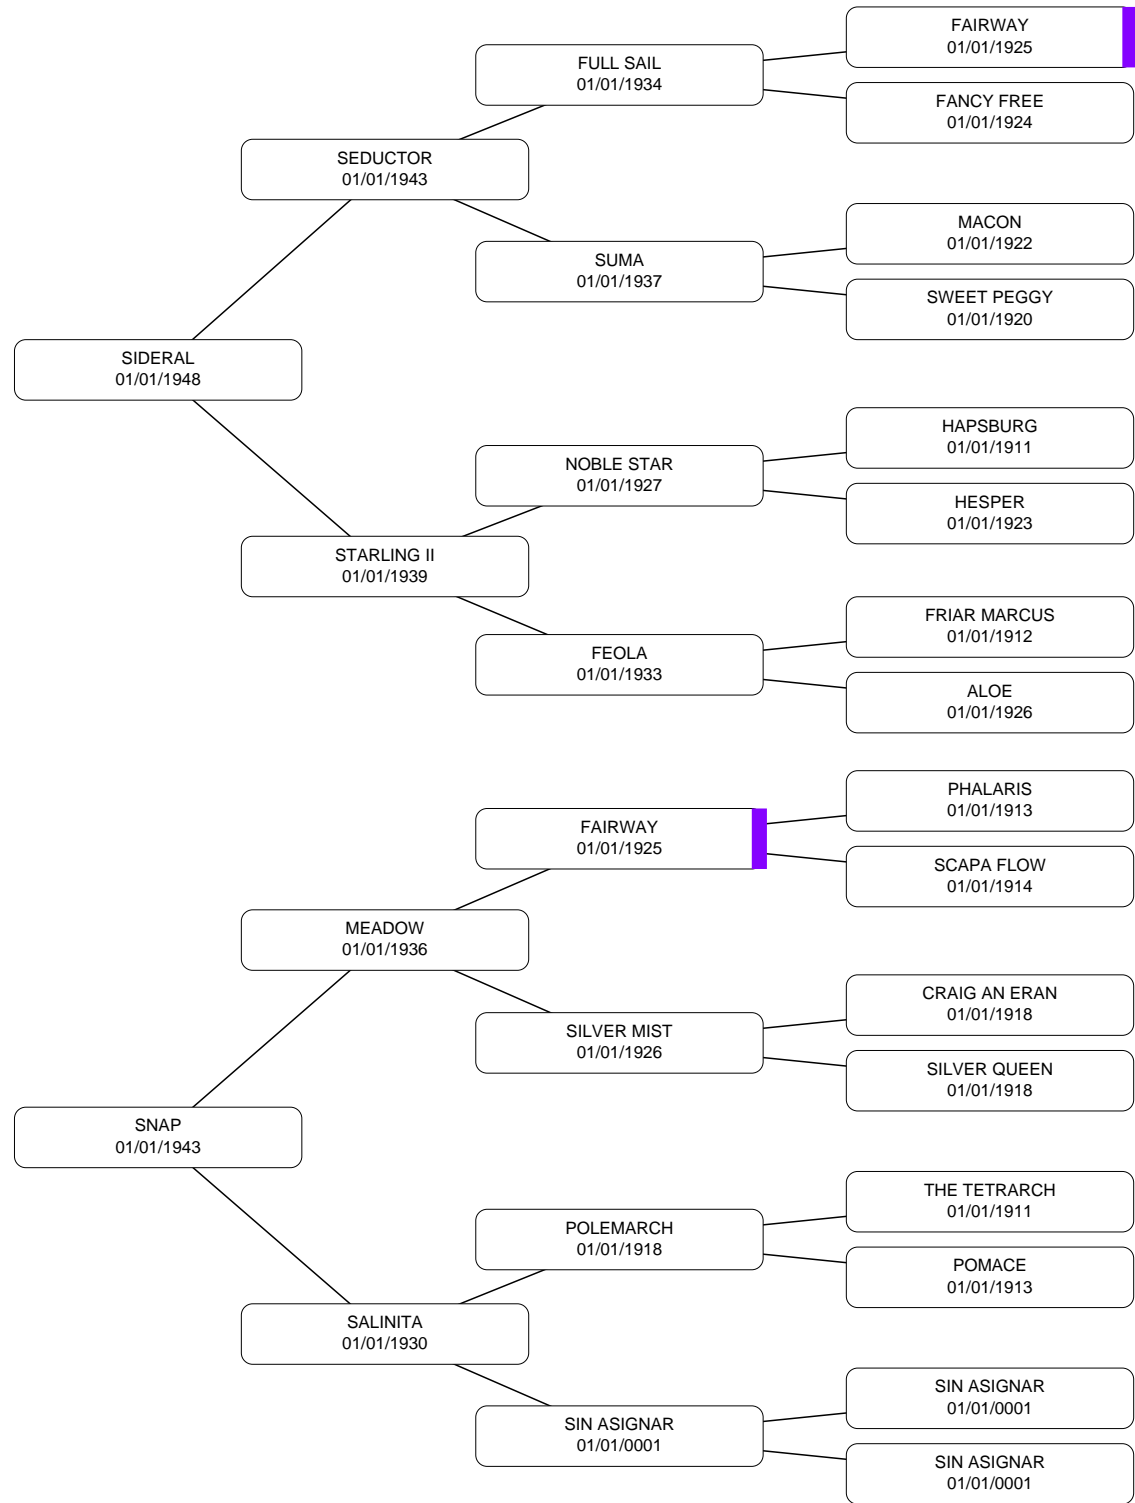 FAIRWAY
01/01/1925
FULL SAIL
01/01/1934
FANCY FREE
01/01/1924
SEDUCTOR
01/01/1943
MACON
01/01/1922
SUMA
01/01/1937
SWEET PEGGY
01/01/1920
SIDERAL
01/01/1948
HAPSBURG
01/01/1911
NOBLE STAR
01/01/1927
HESPER
01/01/1923
STARLING II
01/01/1939
FRIAR MARCUS
01/01/1912
FEOLA
01/01/1933
ALOE
01/01/1926
PHALARIS
01/01/1913
FAIRWAY
01/01/1925
SCAPA FLOW
01/01/1914
MEADOW
01/01/1936
CRAIG AN ERAN
01/01/1918
SILVER MIST
01/01/1926
SILVER QUEEN
01/01/1918
SNAP
01/01/1943
THE TETRARCH
01/01/1911
POLEMARCH
01/01/1918
POMACE
01/01/1913
SALINITA
01/01/1930
SIN ASIGNAR
01/01/0001
SIN ASIGNAR
01/01/0001
SIN ASIGNAR
01/01/0001